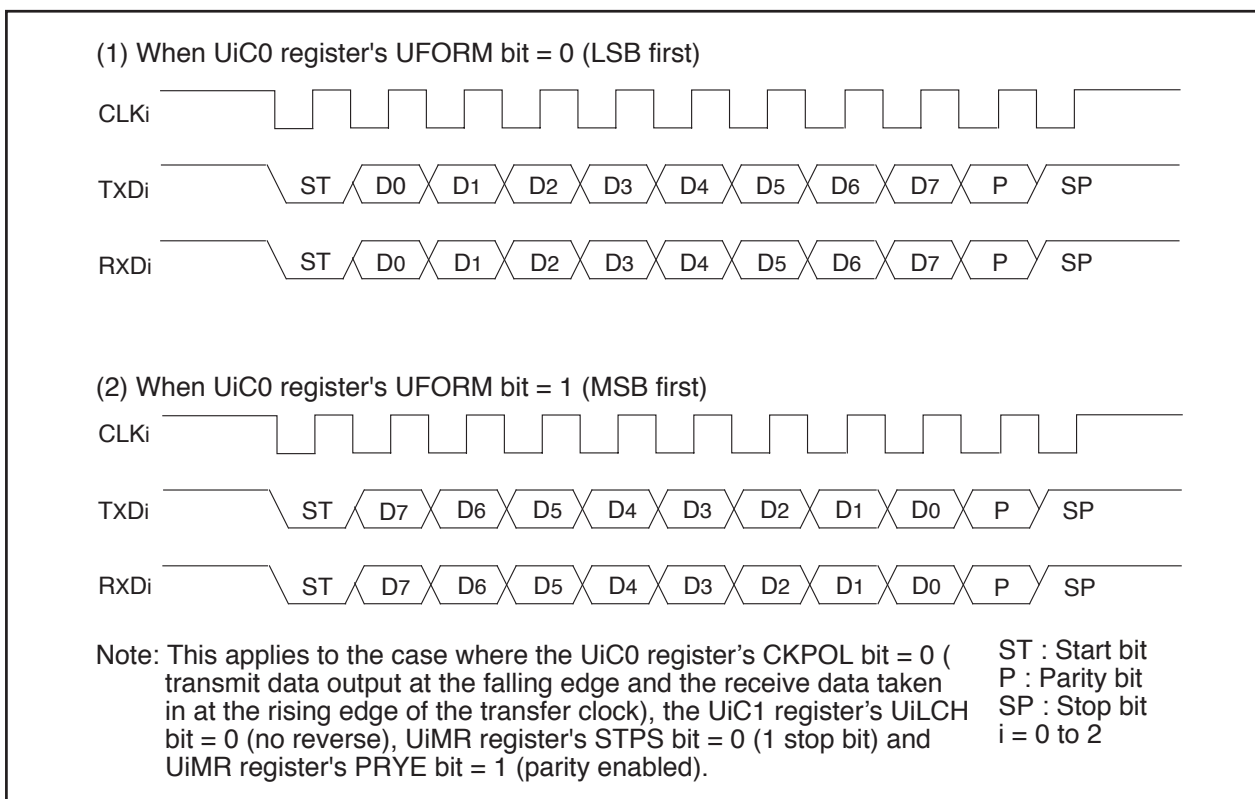 (1) When UiC0 register's UFORM bit = 0 (LSB first)
CLKi
TXDi ST D0 D1 D2 D3 D4 D5 D6 D7 P SP
RXDi ST D0 D1 D2 D3 D4 D5 D6 D7 P SP
(2) When UiC0 register's UFORM bit = 1 (MSB first)
CLKi
TXDi ST D7 D6 D5 D4 D3 D2 D1 D0 P SP
RXDi ST D7 D6 D5 D4 D3 D2 D1 D0 P SP
Note: This applies to the case where the UiC0 register’s CKPOL bit = 0 (
transmit data output at the falling edge and the receive data taken
in at the rising edge of the transfer clock), the UiC1 register's UiLCH
bit = 0 (no reverse), UiMR register's STPS bit = 0 (1 stop bit) and
UiMR register's PRYE bit = 1 (parity enabled).
ST : Start bit
P : Parity bit
SP : Stop bit
i = 0 to 2